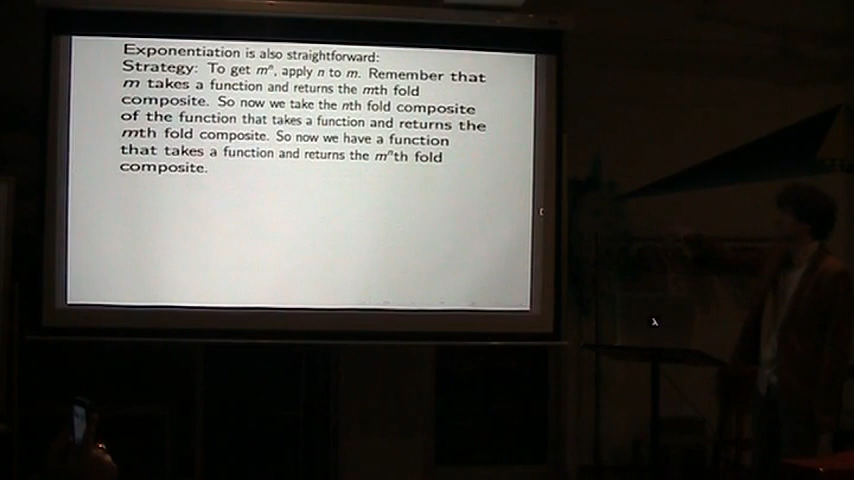 Exponentiation is also straightforward:
Strategy: To get mⁿ, apply n to m. Remember that
m takes a function and returns the mth fold
composite. So now we take the nth fold composite
of the function that takes a function and returns the
mth fold composite. So now we have a function
that takes a function and returns the mⁿth fold
composite.
λ